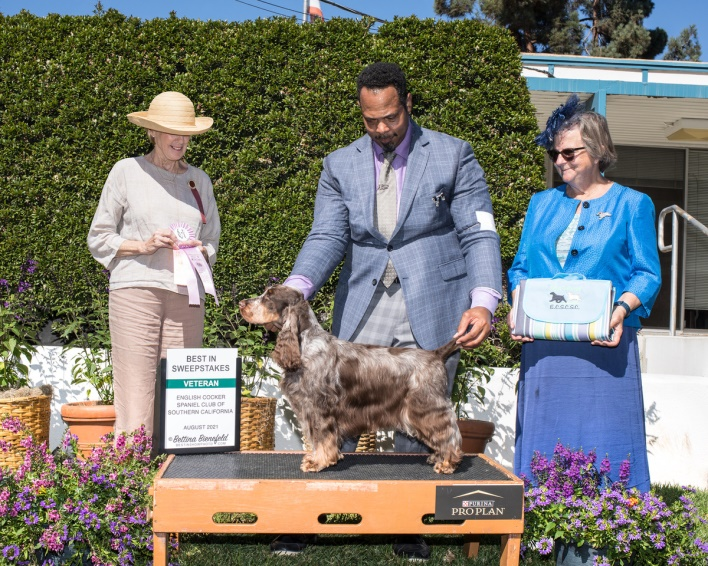 BEST IN
SWEEPSTAKES
VETERAN
ENGLISH COCKER
SPANIEL CLUB OF
SOUTHERN CALIFORNIA
AUGUST 2021
Bettina Bienefeld
PURINA
PRO PLAN